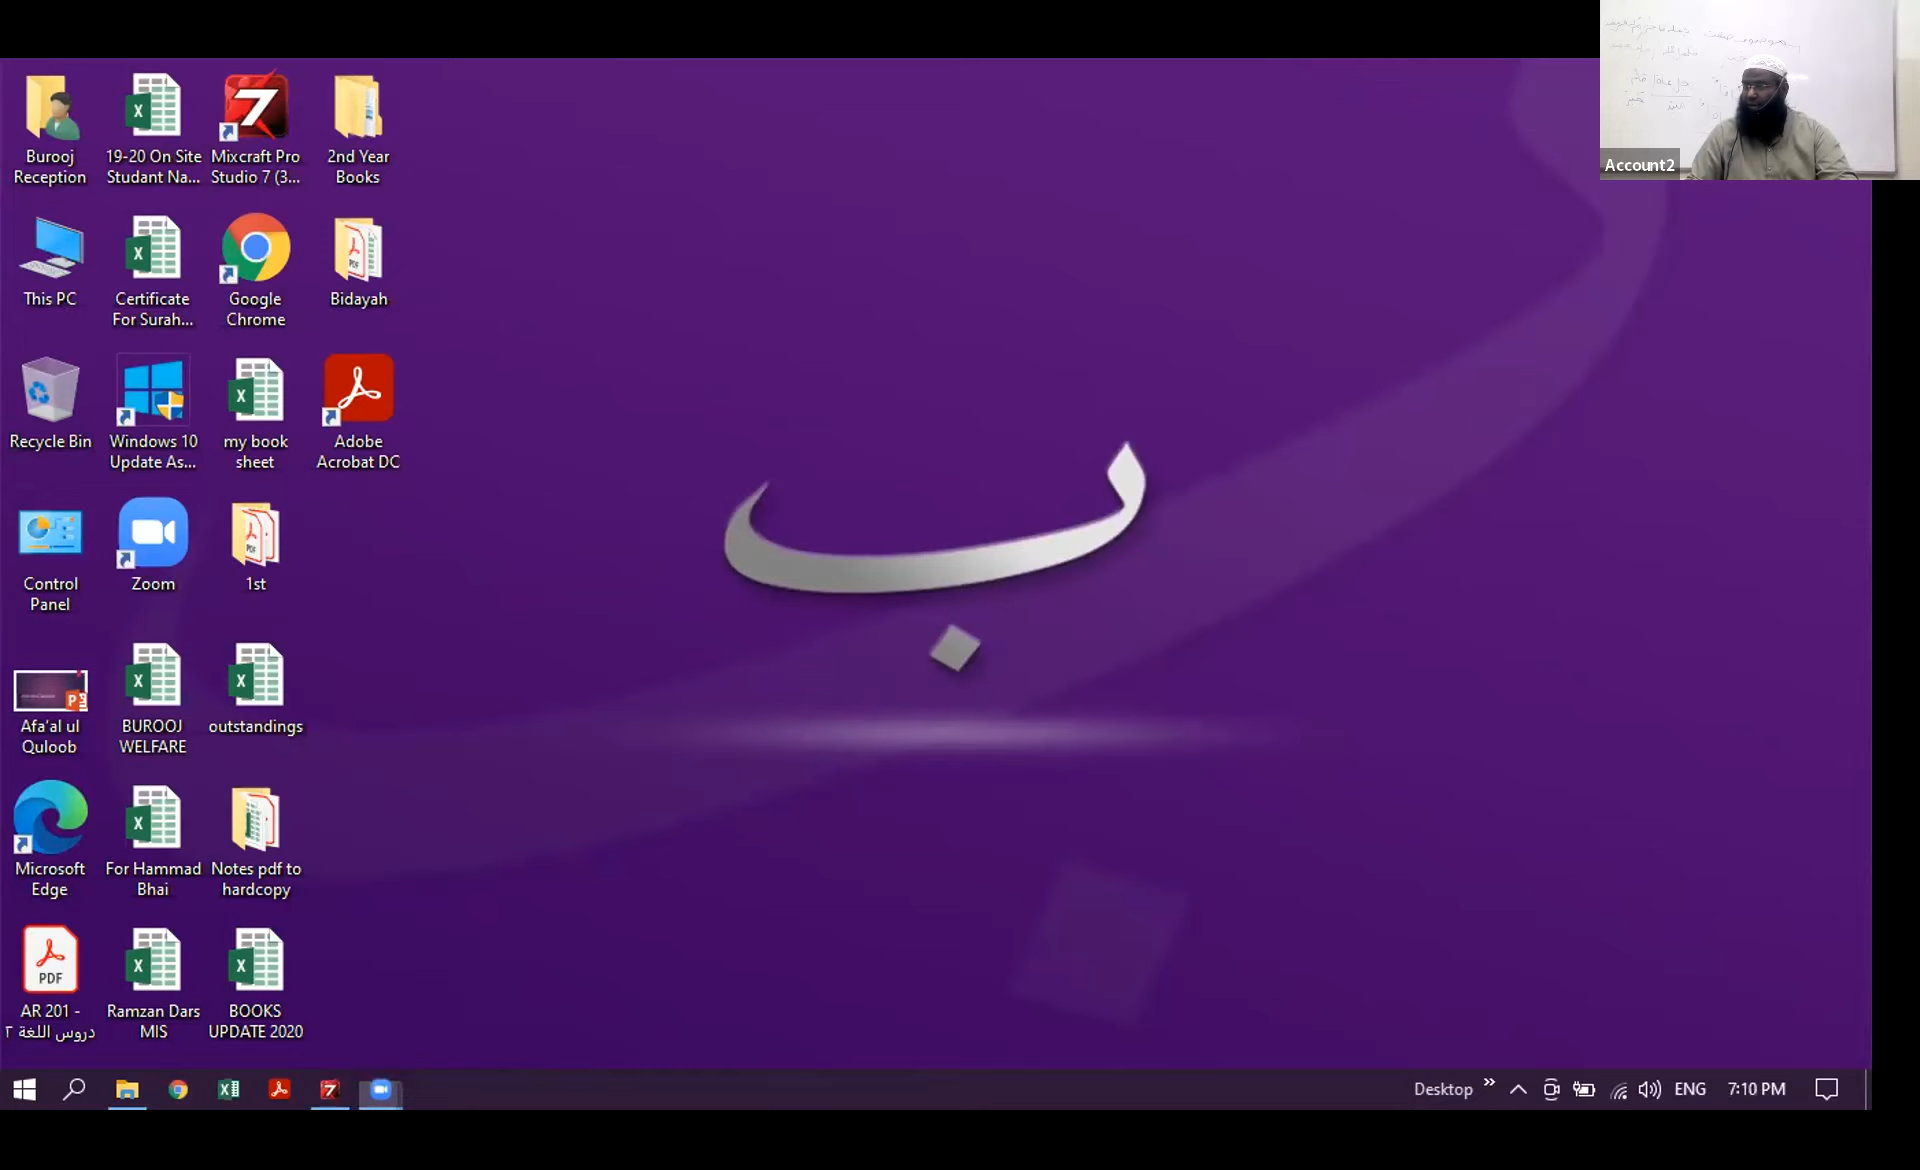 Account2
Burooj
Reception
19-20 On Site
Studant Na...
Mixcraft Pro
Studio 7 (3...
2nd Year
Books
This PC
Certificate
For Surah...
Google
Chrome
Bidayah
Recycle Bin
Windows 10
Update As...
my book
sheet
Adobe
Acrobat DC
Control
Panel
Zoom
1st
Afa'al ul
Quloob
BUROOJ
WELFARE
outstandings
Microsoft
Edge
For Hammad
Bhai
Notes pdf to
hardcopy
PDF
AR 201 -
دروس اللغة ٢
Ramzan Dars
MIS
BOOKS
UPDATE 2020
ب
Desktop
ENG
7:10 PM